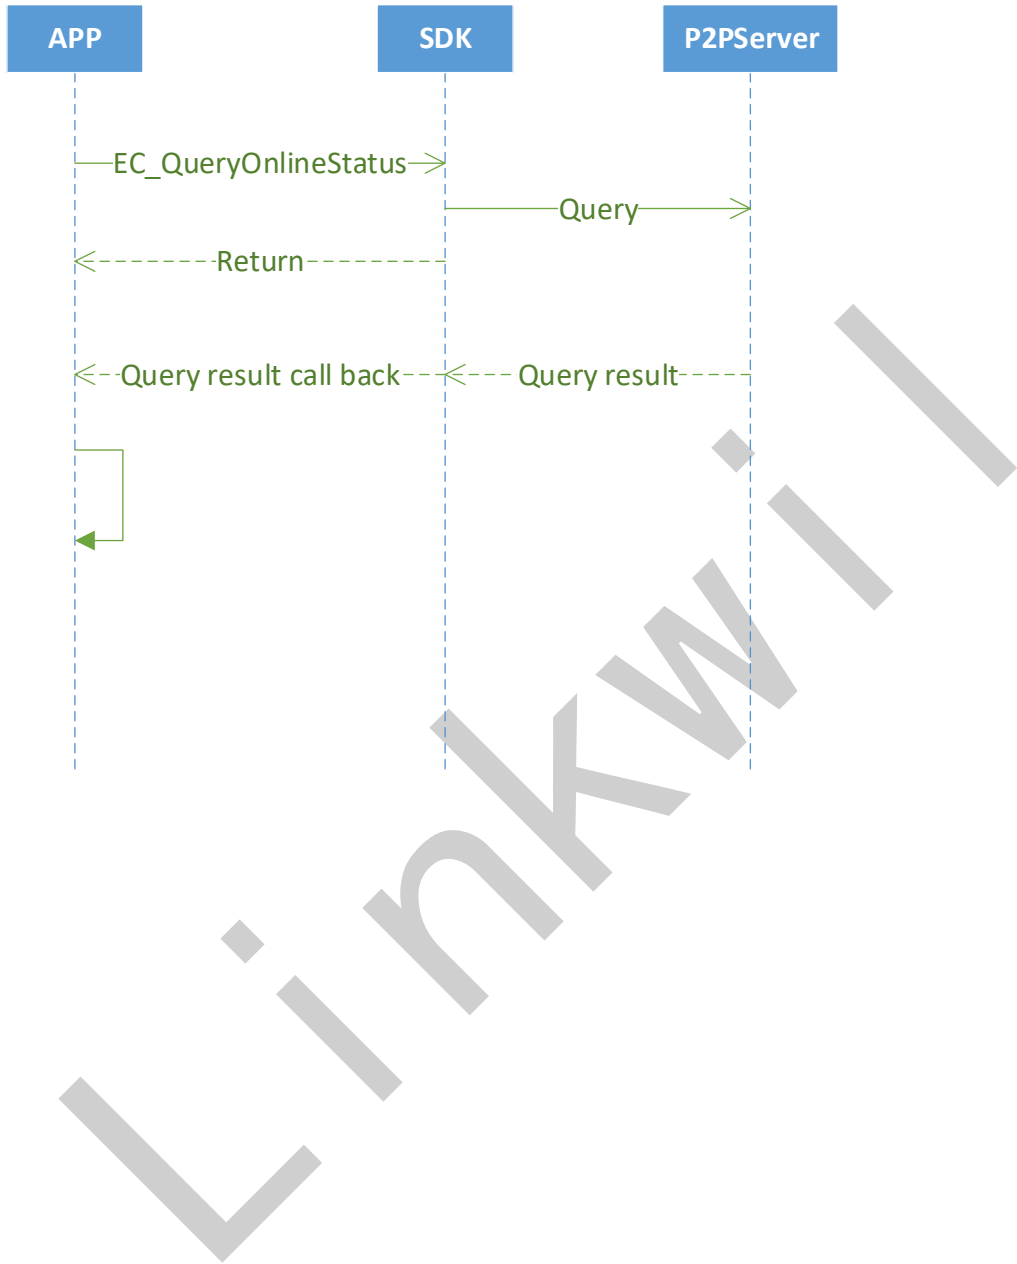 APP SDK P2PServer
EC_QueryOnlineStatus
Query
Return
Query result call back Query result
Linkwil